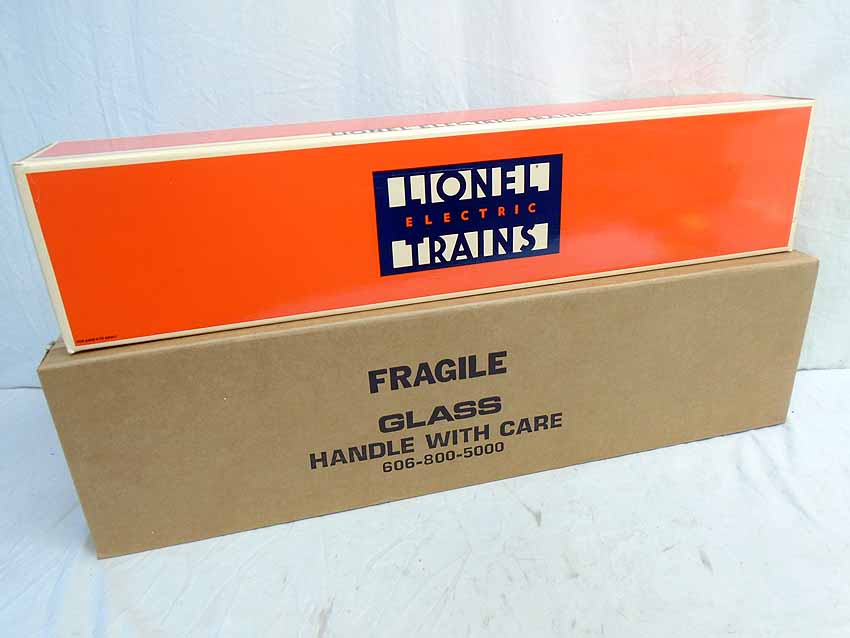 LIONEL
ELECTRIC
TRAINS
FRAGILE
GLASS
HANDLE WITH CARE
606-800-5000